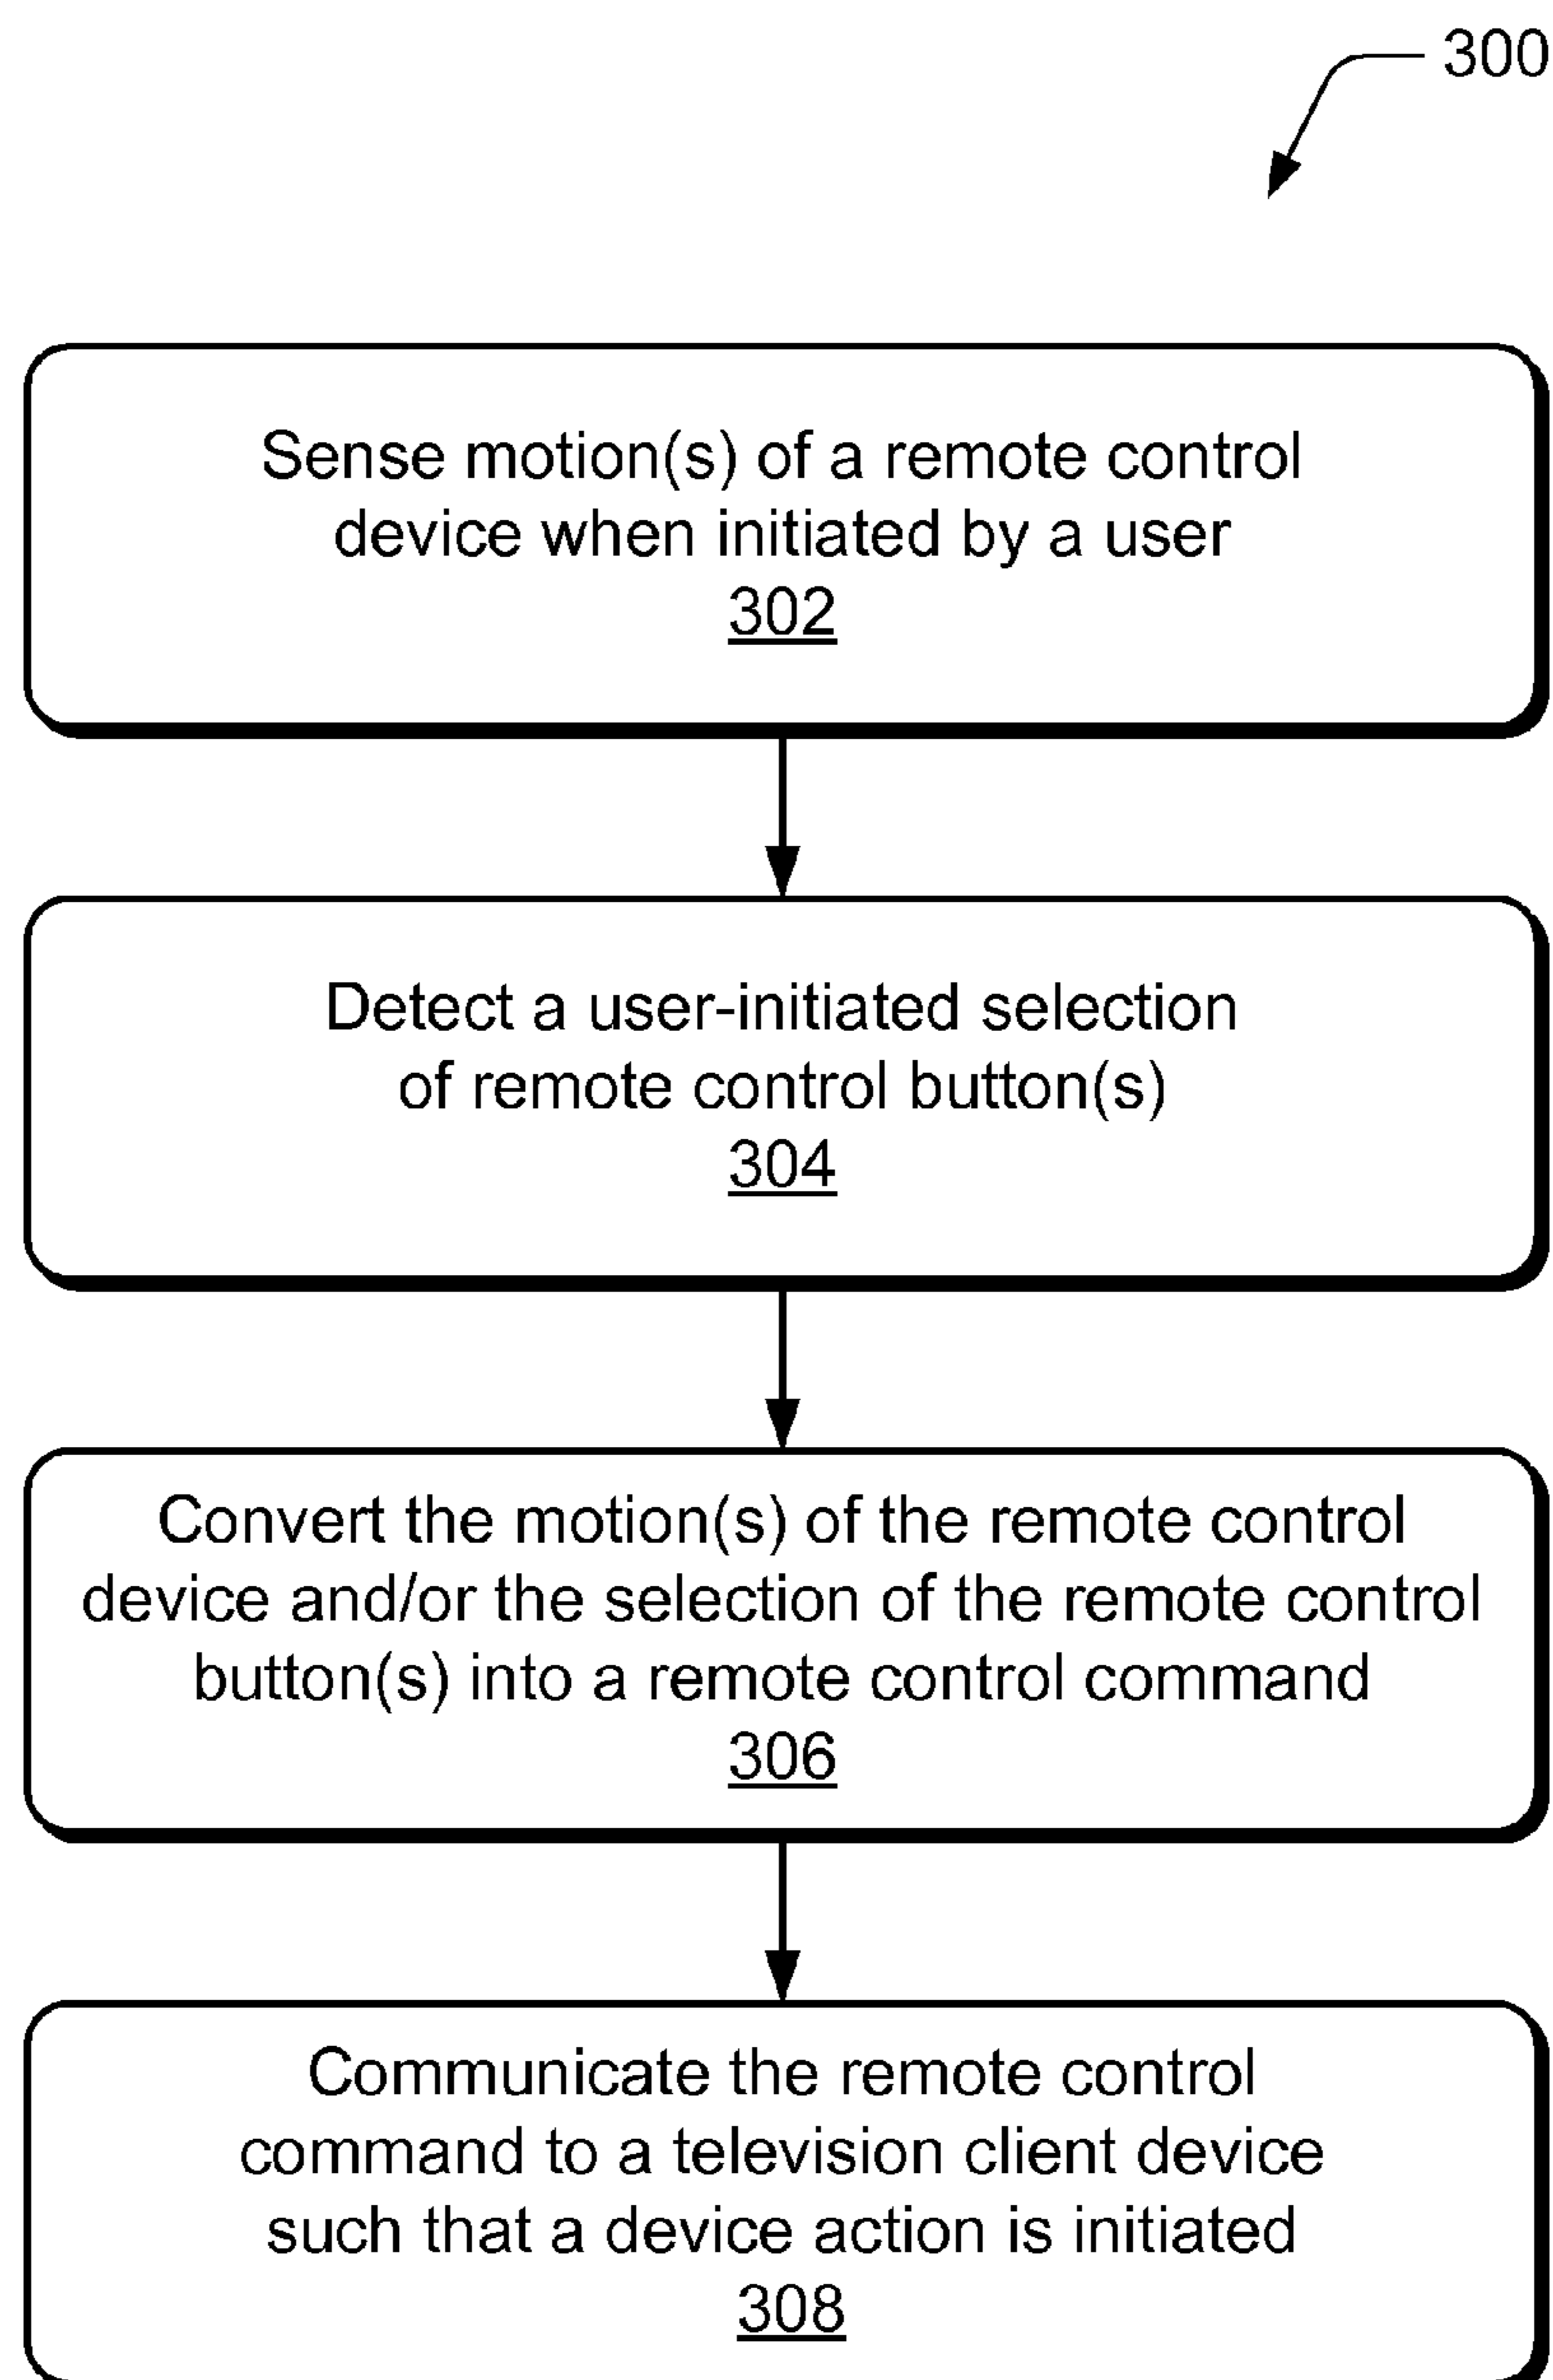 300
Sense motion(s) of a remote control
device when initiated by a user
302
Detect a user-initiated selection
of remote control button(s)
304
Convert the motion(s) of the remote control
device and/or the selection of the remote control
button(s) into a remote control command
306
Communicate the remote control
command to a television client device
such that a device action is initiated
308